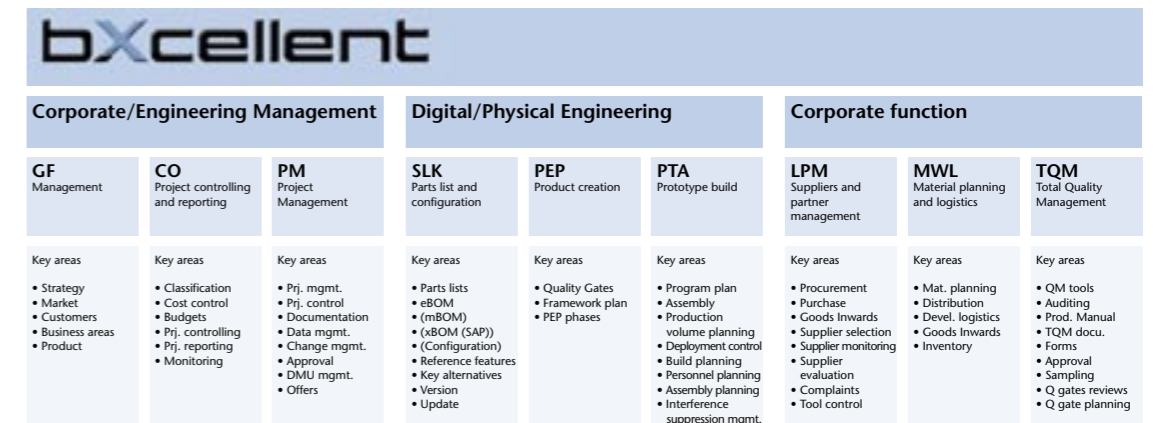 bXcellent
Corporate/Engineering Management
Digital/Physical Engineering
Corporate function
GF
Management
CO
Project controlling
and reporting
PM
Project
Management
SLK
Parts list and
configuration
PEP
Product creation
PTA
Prototype build
LPM
Suppliers and
partner
management
MWL
Material planning
and logistics
TQM
Total Quality
Management
Key areas
• Strategy
• Market
• Customers
• Business areas
• Product
Key areas
• Classification
• Cost control
• Budgets
• Prj. controlling
• Prj. reporting
• Monitoring
Key areas
• Prj. mgmt.
• Prj. control
• Documentation
• Data mgmt.
• Change mgmt.
• Approval
• DMU mgmt.
• Offers
Key areas
• Parts lists
• eBOM
• (mBOM)
• (xBOM (SAP))
• (Configuration)
• Reference features
• Key alternatives
• Version
• Update
Key areas
• Quality Gates
• Framework plan
• PEP phases
Key areas
• Program plan
• Assembly
• Production
volume planning
• Deployment control
• Build planning
• Personnel planning
• Assembly planning
• Interference
suppression mgmt.
Key areas
• Procurement
• Purchase
• Goods Inwards
• Supplier selection
• Supplier monitoring
• Supplier
evaluation
• Complaints
• Tool control
Key areas
• Mat. planning
• Distribution
• Devel. logistics
• Goods Inwards
• Inventory
Key areas
• QM tools
• Auditing
• Prod. Manual
• TQM docu.
• Forms
• Approval
• Sampling
• Q gates reviews
• Q gate planning